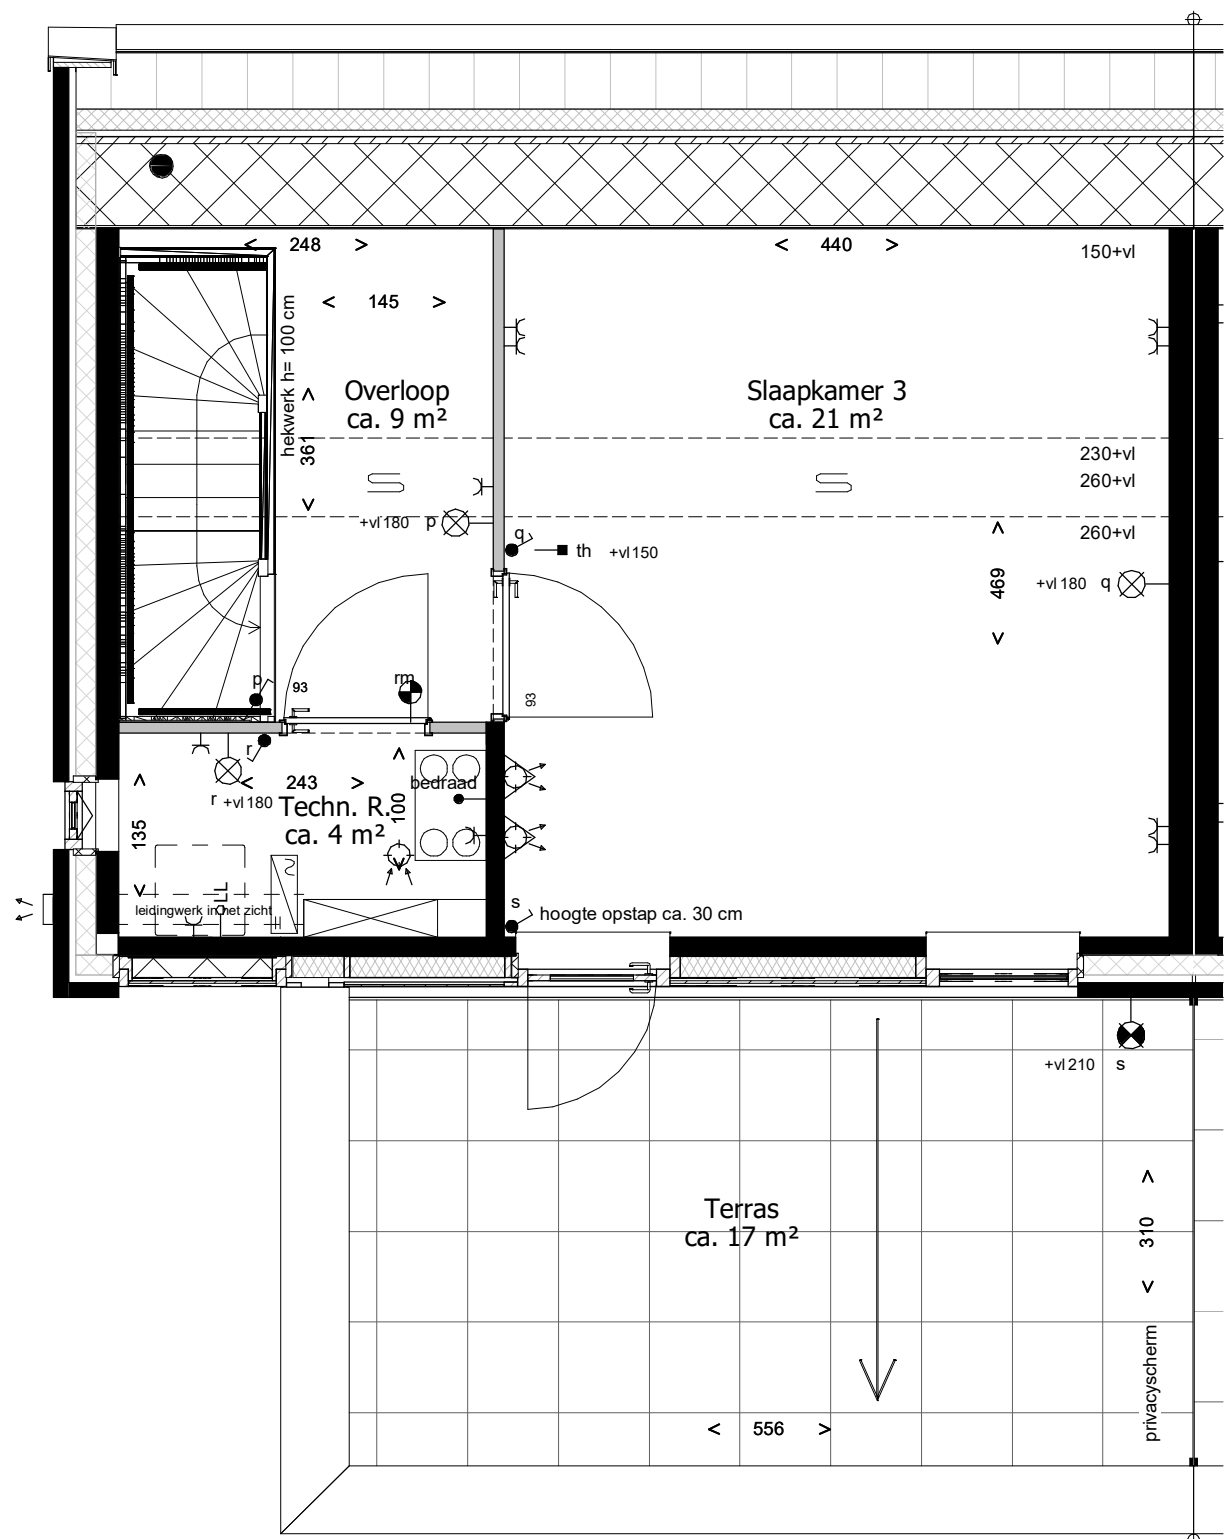 248
440
150+vl
145
hekwerk h= 100 cm
361
Overloop
ca. 9 m²
Slaapkamer 3
ca. 21 m²
230+vl
260+vl
+vl 180 p
q
th +vl 150
260+vl
469
+vl 180 q
p
93
rm
93
r
243
bedraad
r +vl 180
Techn. R.
ca. 4 m²
100
135
LL
leidingwerk in het zicht
s
hoogte opstap ca. 30 cm
+vl 210 s
Terras
ca. 17 m²
310
privacyscherm
556